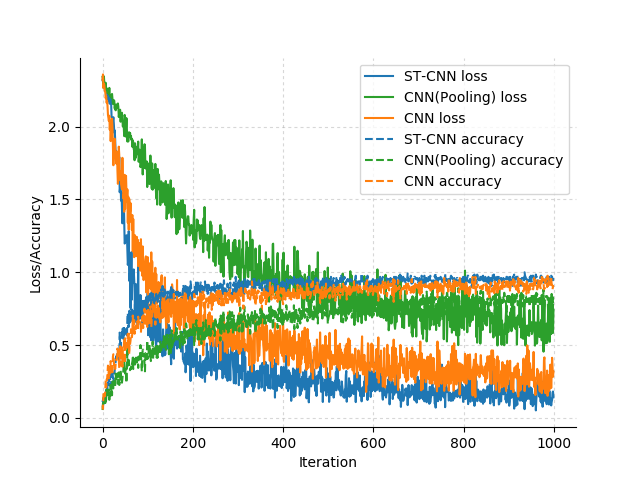 ST-CNN loss
CNN(Pooling) loss
CNN loss
ST-CNN accuracy
CNN(Pooling) accuracy
CNN accuracy
Loss/Accuracy
2.0
1.5
1.0
0.5
0.0
0 200 400 600 800 1000
Iteration